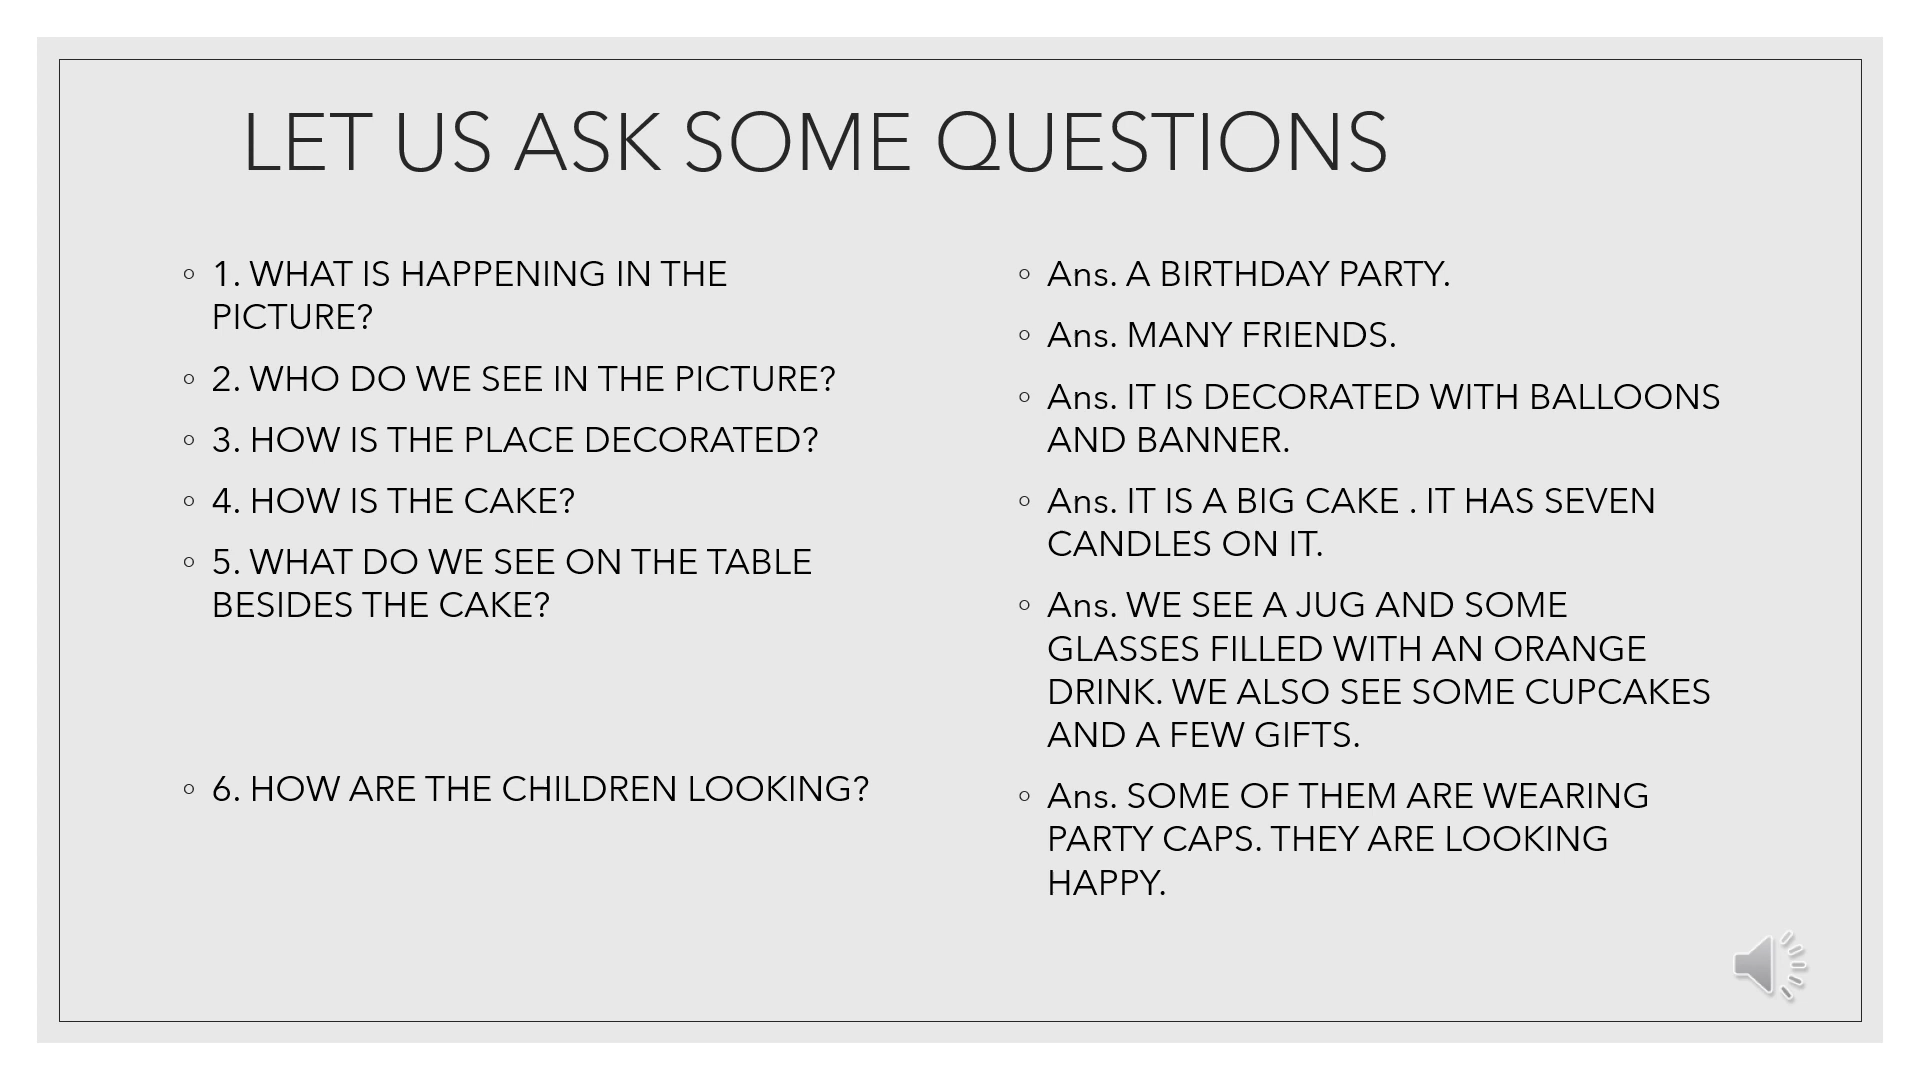 LET US ASK SOME QUESTIONS
◦ 1. WHAT IS HAPPENING IN THE
PICTURE?
◦ 2. WHO DO WE SEE IN THE PICTURE?
◦ 3. HOW IS THE PLACE DECORATED?
◦ 4. HOW IS THE CAKE?
◦ 5. WHAT DO WE SEE ON THE TABLE
BESIDES THE CAKE?
◦ 6. HOW ARE THE CHILDREN LOOKING?
◦ Ans. A BIRTHDAY PARTY.
◦ Ans. MANY FRIENDS.
◦ Ans. IT IS DECORATED WITH BALLOONS
AND BANNER.
◦ Ans. IT IS A BIG CAKE . IT HAS SEVEN
CANDLES ON IT.
◦ Ans. WE SEE A JUG AND SOME
GLASSES FILLED WITH AN ORANGE
DRINK. WE ALSO SEE SOME CUPCAKES
AND A FEW GIFTS.
◦ Ans. SOME OF THEM ARE WEARING
PARTY CAPS. THEY ARE LOOKING
HAPPY.